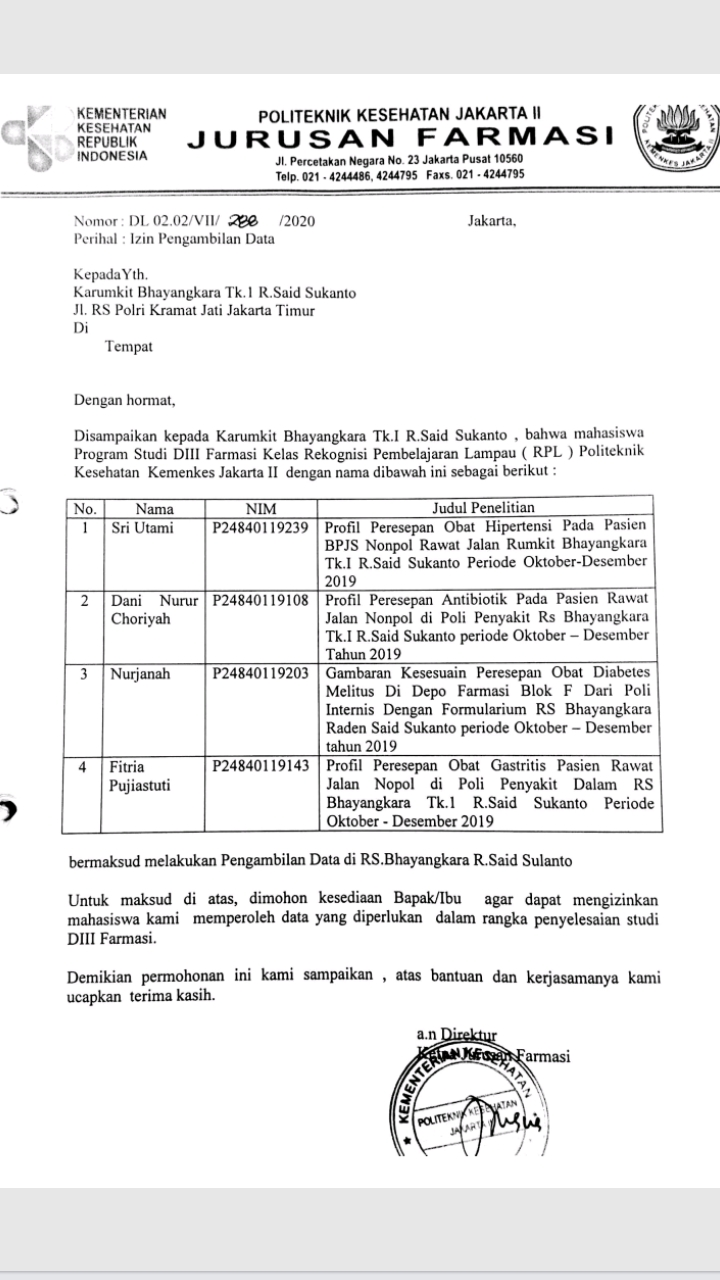 KEMENTERIAN
KESEHATAN
REPUBLIK
INDONESIA
POLITEKNIK KESEHATAN JAKARTA II
JURUSAN FARMASI
Jl. Percetakan Negara No. 23 Jakarta Pusat 10560
Telp. 021 - 4244486, 4244795 Faxs. 021 - 4244795
Nomor : DL 02.02/VII/ /2020 Jakarta,
Perihal : Izin Pengambilan Data
KepadaYth.
Karumkit Bhayangkara Tk.1 R.Said Sukanto
Jl. RS Polri Kramat Jati Jakarta Timur
Di
Tempat
Dengan hormat,
Disampaikan kepada Karumkit Bhayangkara Tk.I R.Said Sukanto , bahwa mahasiswa
Program Studi DIII Farmasi Kelas Rekognisi Pembelajaran Lampau ( RPL ) Politeknik
Kesehatan Kemenkes Jakarta II dengan nama dibawah ini sebagai berikut :
No. Nama NIM Judul Penelitian
1 Sri Utami P24840119239 Profil Peresepan Obat Hipertensi Pada Pasien
BPJS Nonpol Rawat Jalan Rumkit Bhayangkara
Tk.I R.Said Sukanto Periode Oktober-Desember
2019
2 Dani Nurur P24840119108 Profil Peresepan Antibiotik Pada Pasien Rawat
Choriyah Jalan Nonpol di Poli Penyakit Rs Bhayangkara
Tk.I R.Said Sukanto periode Oktober – Desember
Tahun 2019
3 Nurjanah P24840119203 Gambaran Kesesuain Peresepan Obat Diabetes
Melitus Di Depo Farmasi Blok F Dari Poli
Internis Dengan Formularium RS Bhayangkara
Raden Said Sukanto periode Oktober – Desember
tahun 2019
4 Fitria P24840119143 Profil Peresepan Obat Gastritis Pasien Rawat
Pujiastuti Jalan Nopol di Poli Penyakit Dalam RS
Bhayangkara Tk.1 R.Said Sukanto Periode
Oktober - Desember 2019
bermaksud melakukan Pengambilan Data di RS.Bhayangkara R.Said Sulanto
Untuk maksud di atas, dimohon kesediaan Bapak/Ibu agar dapat mengizinkan
mahasiswa kami memperoleh data yang diperlukan dalam rangka penyelesaian studi
DIII Farmasi.
Demikian permohonan ini kami sampaikan , atas bantuan dan kerjasamanya kami
ucapkan terima kasih.
a.n Direktur
Ketua Jurusan Farmasi
KEMENTERIAN KESEHATAN
POLITEKNIK KESEHATAN
JAKARTA II